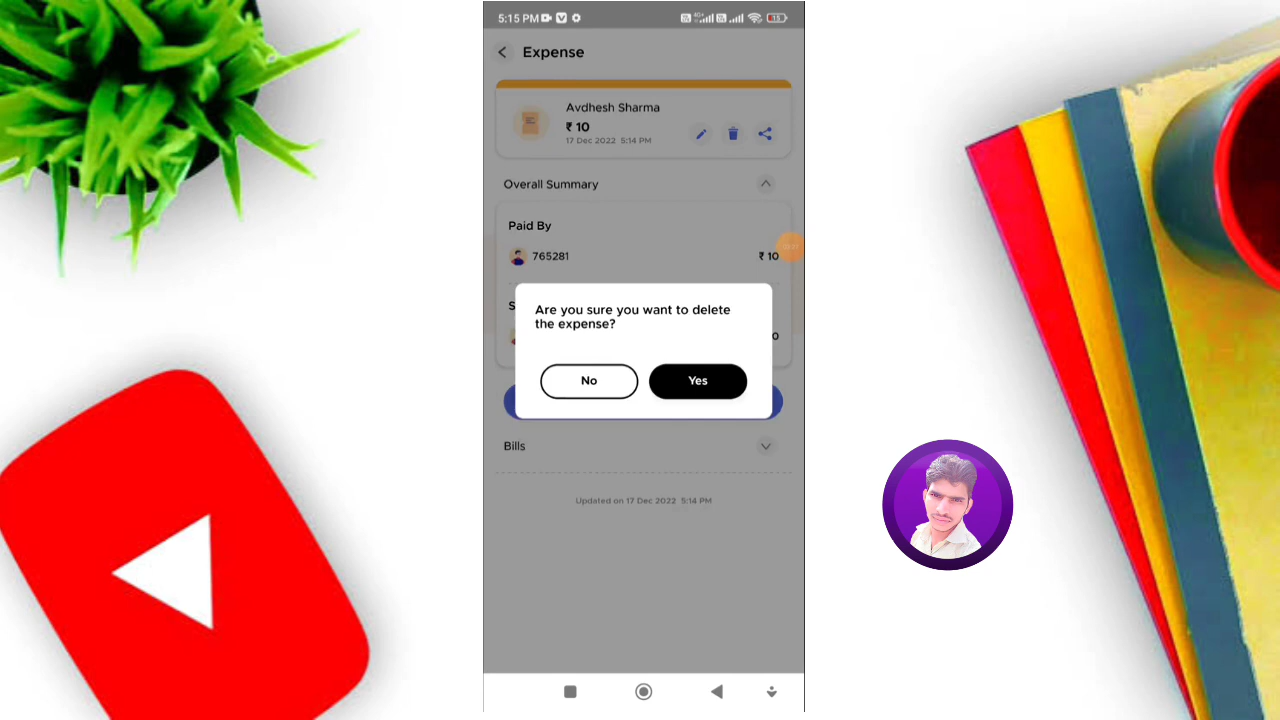 5:15 PM
Expense
Avdhesh Sharma
₹ 10
17 Dec 2022 5:14 PM
Overall Summary
Paid By
765281 ₹ 10
S
0
Are you sure you want to delete
the expense?
No Yes
Bills
Updated on 17 Dec 2022 5:14 PM